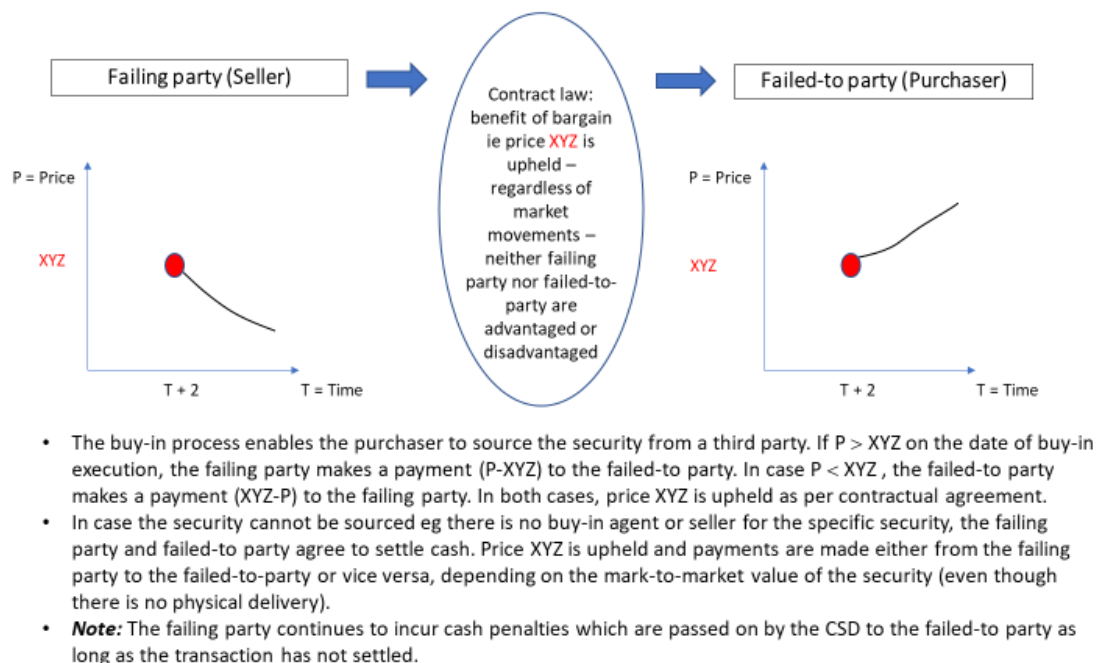 Failing party (Seller)
Failed-to party (Purchaser)
Contract law:
benefit of bargain
ie price XYZ is
upheld –
regardless of
market
movements –
neither failing
party nor failed-to-
party are
advantaged or
disadvantaged
P = Price
XYZ
T + 2
T = Time
P = Price
XYZ
T + 2
T = Time
• The buy-in process enables the purchaser to source the security from a third party. If P > XYZ on the date of buy-in
execution, the failing party makes a payment (P-XYZ) to the failed-to party. In case P < XYZ , the failed-to party
makes a payment (XYZ-P) to the failing party. In both cases, price XYZ is upheld as per contractual agreement.
• In case the security cannot be sourced eg there is no buy-in agent or seller for the specific security, the failing
party and failed-to party agree to settle cash. Price XYZ is upheld and payments are made either from the failing
party to the failed-to-party or vice versa, depending on the mark-to-market value of the security (even though
there is no physical delivery).
• Note: The failing party continues to incur cash penalties which are passed on by the CSD to the failed-to party as
long as the transaction has not settled.